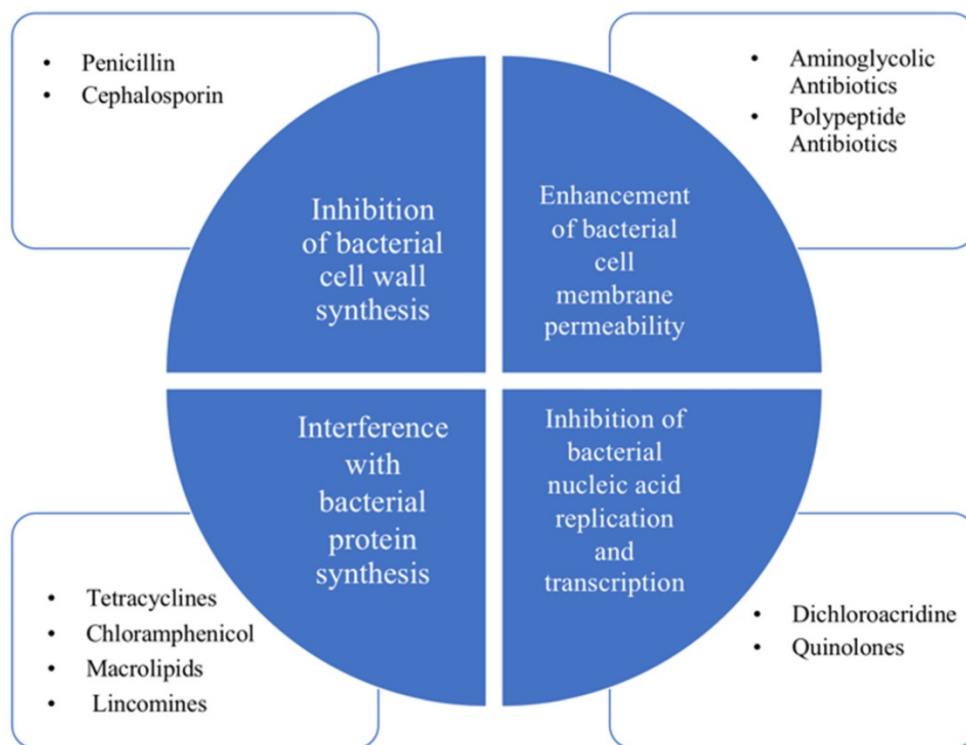 • Penicillin
• Cephalosporin
• Aminoglycolic
Antibiotics
• Polypeptide
Antibiotics
Inhibition
of bacterial
cell wall
synthesis
Enhancement
of bacterial
cell
membrane
permeability
Interference
with
bacterial
protein
synthesis
Inhibition of
bacterial
nucleic acid
replication
and
transcription
• Tetracyclines
• Chloramphenicol
• Macrolipids
• Lincomines
• Dichloroacridine
• Quinolones